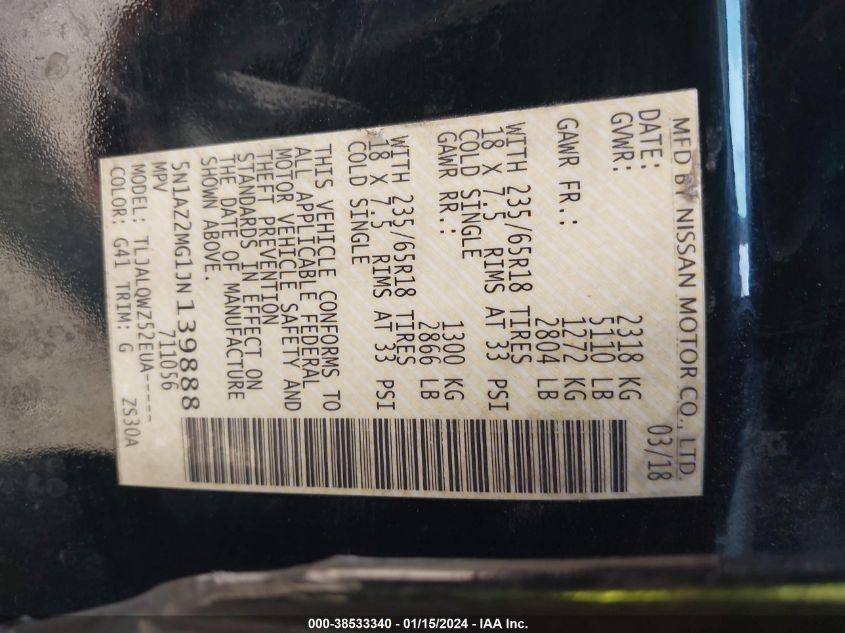 MFD BY NISSAN MOTOR CO., LTD.
DATE: 03/18
GVWR: 2318 KG
5110 LB
GAWR FR.: 1272 KG
2804 LB
WITH 235/65R18 TIRES
18 X 7.5 RIMS AT 33 PSI
COLD SINGLE
GAWR RR.: 1300 KG
2866 LB
WITH 235/65R18 TIRES
18 X 7.5 RIMS AT 33 PSI
COLD SINGLE
THIS VEHICLE CONFORMS TO
ALL APPLICABLE FEDERAL
MOTOR VEHICLE SAFETY AND
THEFT PREVENTION
STANDARDS IN EFFECT ON
THE DATE OF MANUFACTURE
SHOWN ABOVE.
5N1AZ2MG1JN139888
MPV 711056
MODEL: TLJALQWZ52EUA-----
COLOR: G41 TRIM: G ZS30A
000-38533340 - 01/15/2024 - IAA Inc.